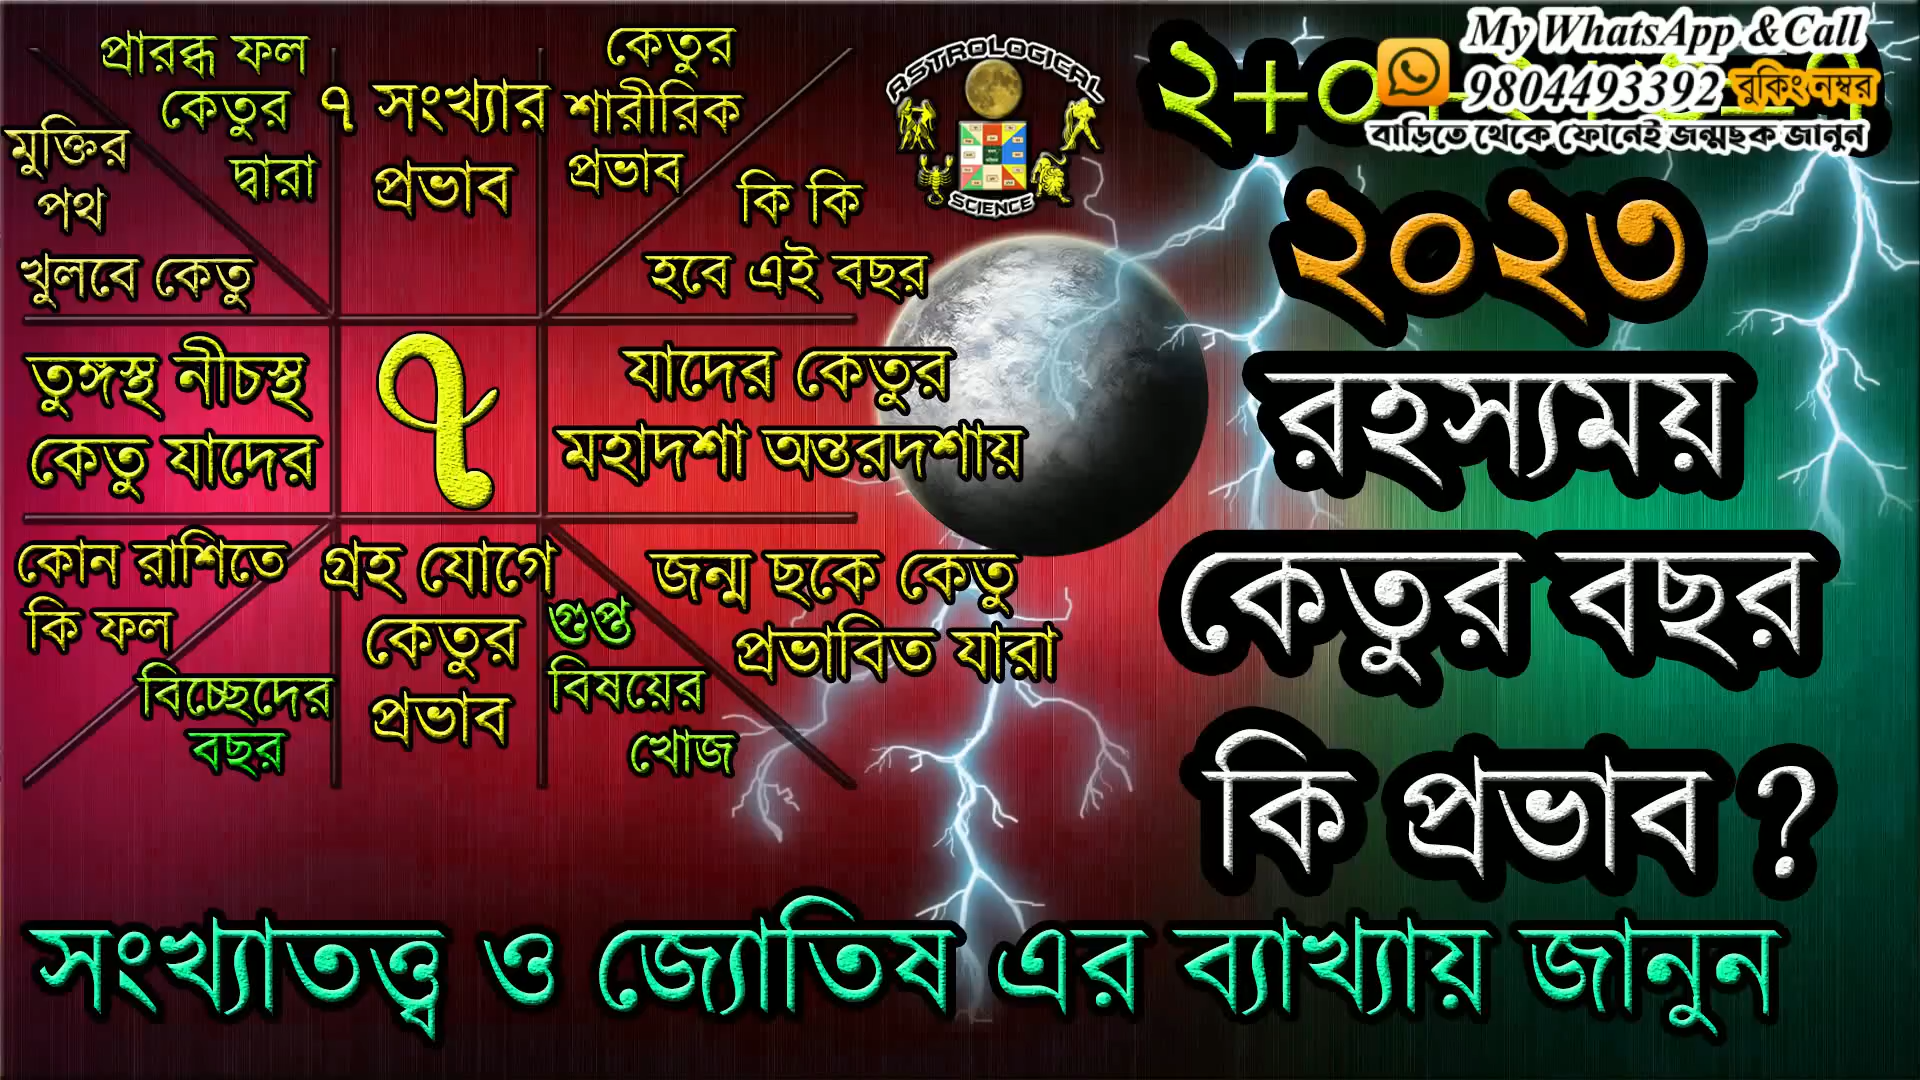 প্রারব্ধ ফল
কেতুর
দ্বারা
মুক্তির
পথ
খুলবে কেতু
৭ সংখ্যার
প্রভাব
কেতুর
শারীরিক
প্রভাব
কি কি
হবে এই বছর
তুঙ্গস্থ নীচস্থ
কেতু যাদের
৭
যাদের কেতুর
মহাদশা অন্তরদশায়
কোন রাশিতে
কি ফল
বিচ্ছেদের
বছর
গ্রহ যোগে
কেতুর
প্রভাব
গুপ্ত
বিষয়ের
খোজ
জন্ম ছকে কেতু
প্রভাবিত যারা
ASTROLOGICAL
SCIENCE
২+০
My WhatsApp & Call
9804493392 বুকিং নম্বর
বাড়িতে থেকে ফোনেই জন্মছক জানুন
২০২৩
রহস্যময়
কেতুর বছর
কি প্রভাব ?
সংখ্যাতত্ত্ব ও জ্যোতিষ এর ব্যাখ্যায় জানুন